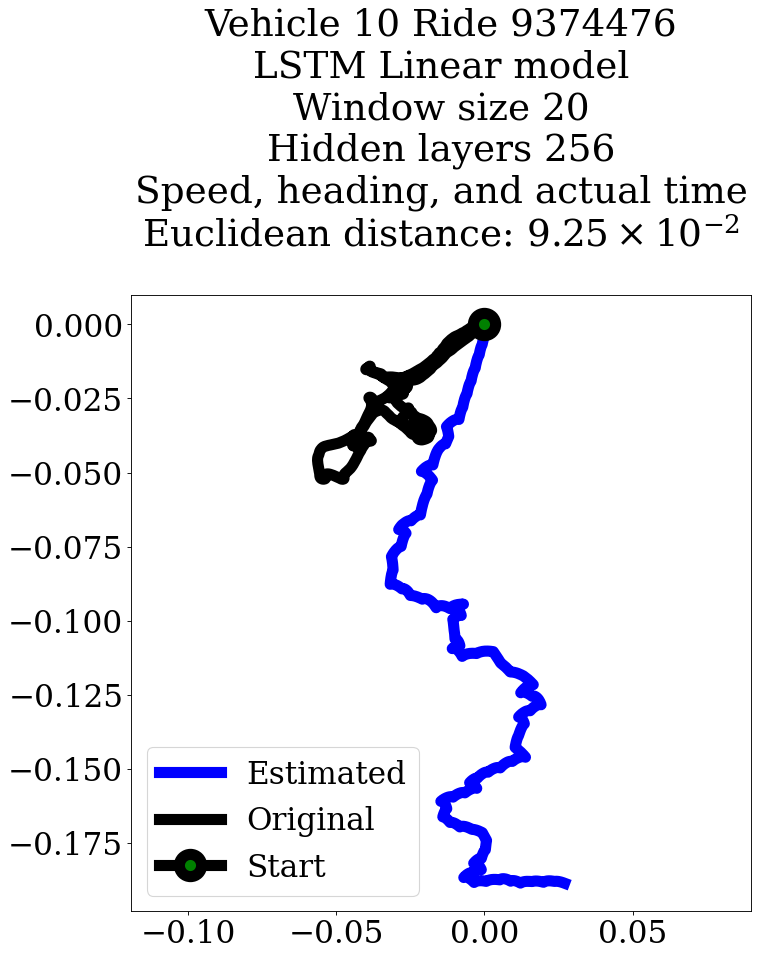 Vehicle 10 Ride 9374476
LSTM Linear model
Window size 20
Hidden layers 256
Speed, heading, and actual time
Euclidean distance: 9.25 × 10⁻²
0.000
−0.025
−0.050
−0.075
−0.100
−0.125
−0.150
−0.175
Estimated
Original
Start
−0.10
−0.05
0.00
0.05